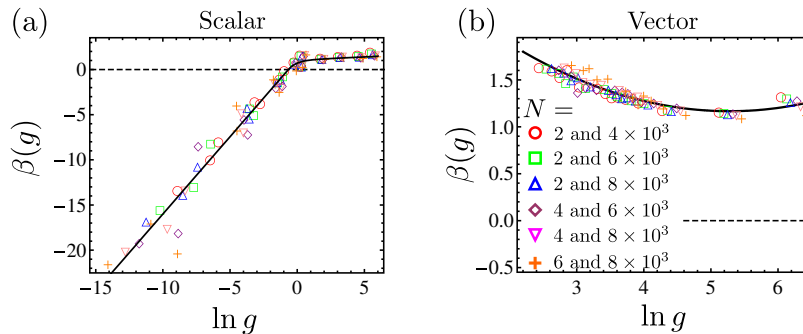 (a) Scalar
β(g)
0
−5
−10
−15
−20
−15 −10 −5 0 5
ln g
(b) Vector
β(g)
1.5
1.0
0.5
0.0
−0.5
3 4 5 6
ln g
N =
2 and 4 × 10³
2 and 6 × 10³
2 and 8 × 10³
4 and 6 × 10³
4 and 8 × 10³
6 and 8 × 10³